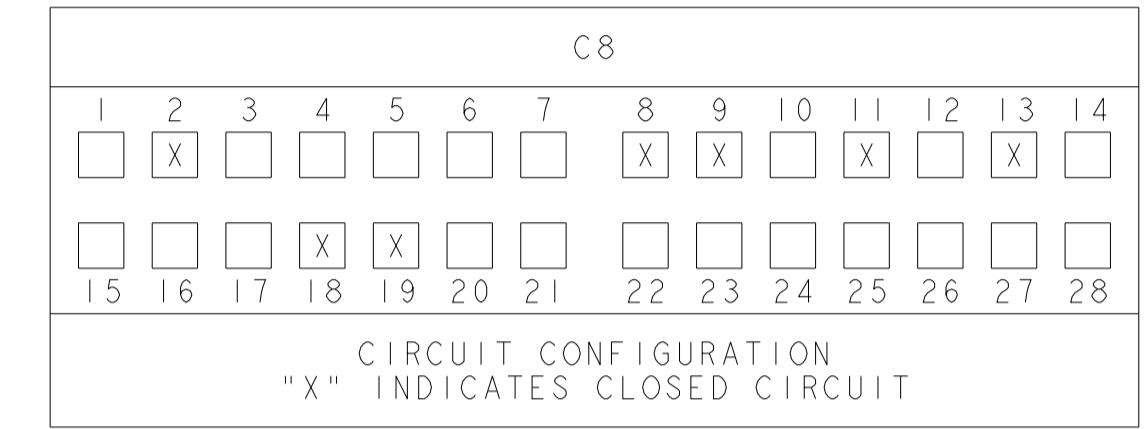 C8
1 2 3 4 5 6 7 8 9 10 11 12 13 14
X X X X X
X X
15 16 17 18 19 20 21 22 23 24 25 26 27 28
CIRCUIT CONFIGURATION
"X" INDICATES CLOSED CIRCUIT